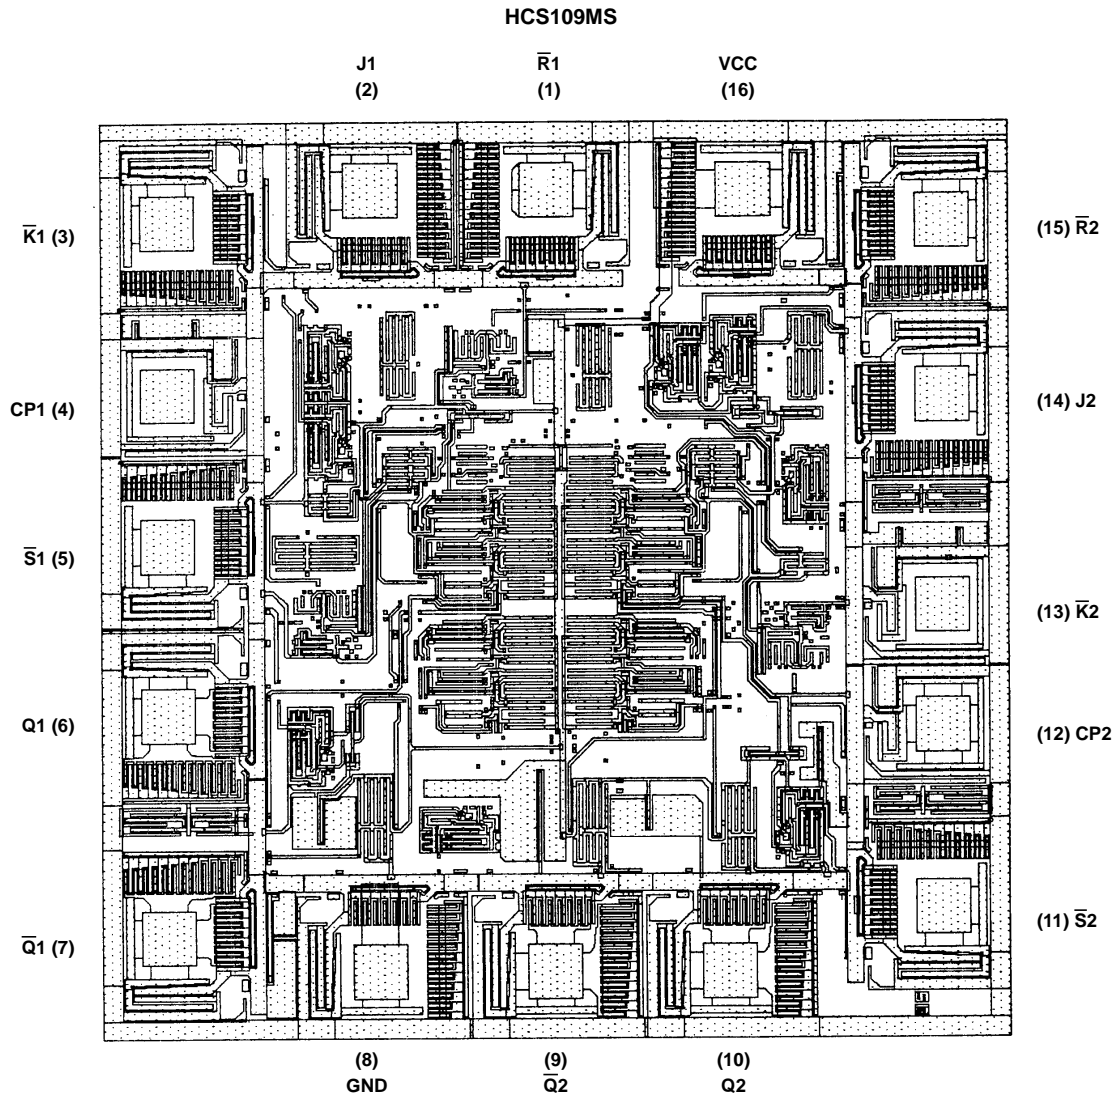 HCS109MS
J1 R̅1 VCC
(2) (1) (16)
K̅1 (3)
(15) R̅2
CP1 (4)
(14) J2
S̅1 (5)
(13) K̅2
Q1 (6)
(12) CP2
Q̅1 (7)
(11) S̅2
(8) (9) (10)
GND Q̅2 Q2